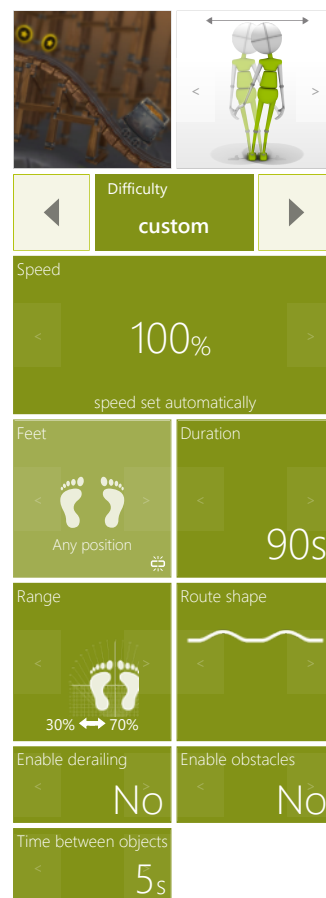 Difficulty
custom
Speed
100%
speed set automatically
Feet
Any position
Duration
90s
Range
30% 70%
Route shape
Enable derailing
No
Enable obstacles
No
Time between objects
5s